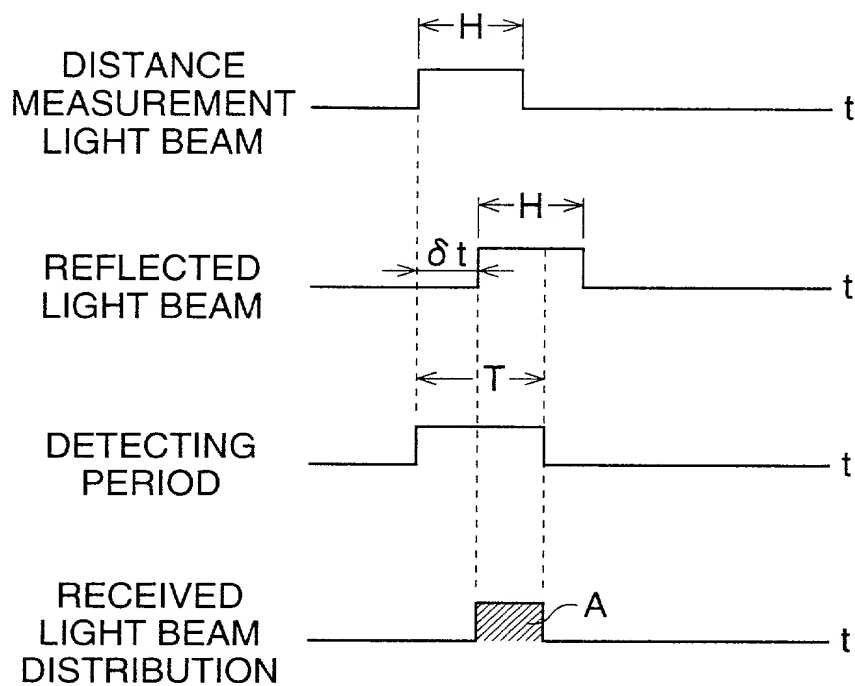 H
DISTANCE
MEASUREMENT
LIGHT BEAM
t
H
δt
REFLECTED
LIGHT BEAM
t
T
DETECTING
PERIOD
t
RECEIVED
LIGHT BEAM
DISTRIBUTION
A
t